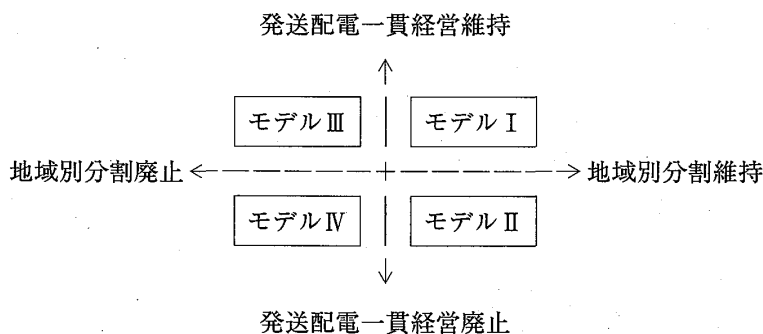 発送配電一貫経営維持
モデルⅢ モデルⅠ
地域別分割廃止 地域別分割維持
モデルⅣ モデルⅡ
発送配電一貫経営廃止